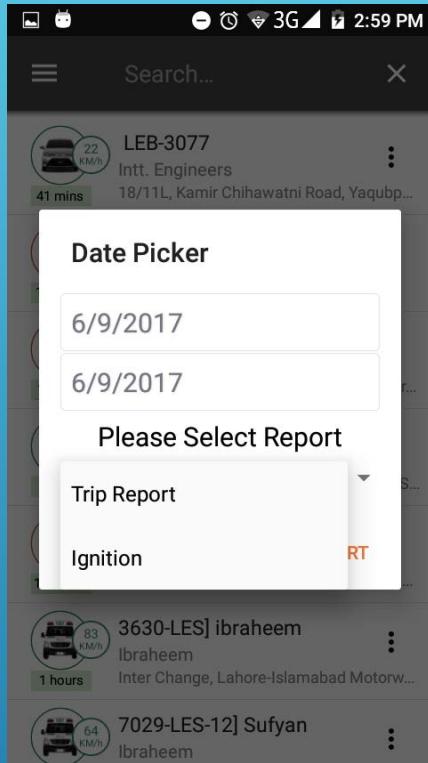 3G 2:59 PM
Search...
22
KM/h
LEB-3077
Intt. Engineers
41 mins
18/11L, Kamir Chihawatni Road, Yaqubp...
Date Picker
6/9/2017
6/9/2017
Please Select Report
Trip Report
Ignition
RT
83
KM/h
3630-LES] ibraheem
Ibraheem
1 hours
Inter Change, Lahore-Islamabad Motorw...
64
KM/h
7029-LES-12] Sufyan
Ibraheem